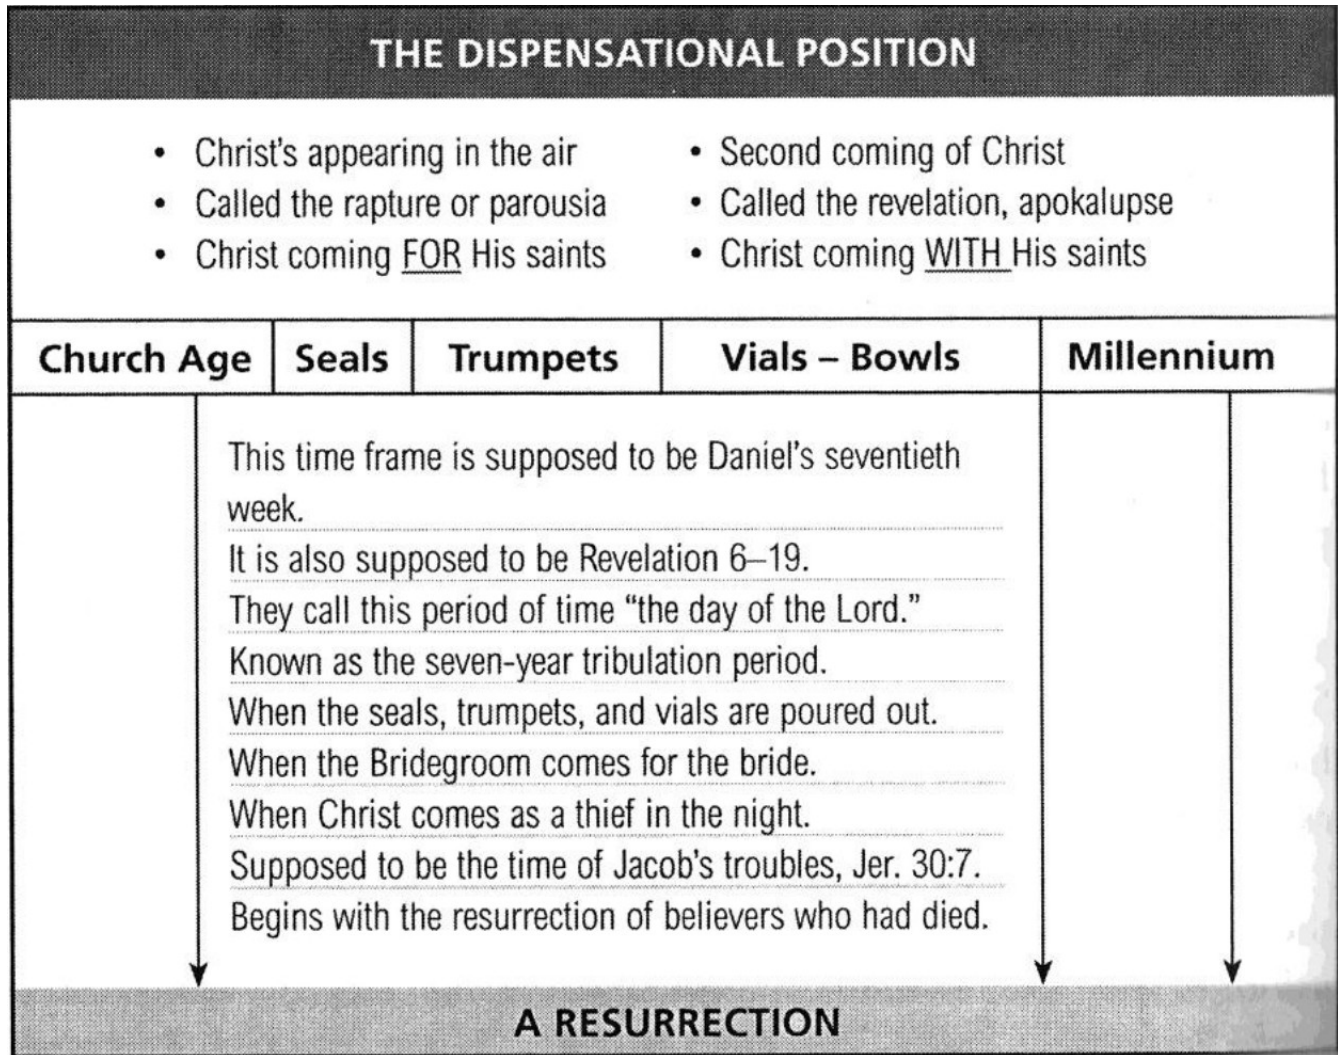 THE DISPENSATIONAL POSITION
• Christ's appearing in the air
• Called the rapture or parousia
• Christ coming FOR His saints
• Second coming of Christ
• Called the revelation, apokalupse
• Christ coming WITH His saints
Church Age
Seals
Trumpets
Vials – Bowls
Millennium
This time frame is supposed to be Daniel's seventieth
week.
It is also supposed to be Revelation 6–19.
They call this period of time “the day of the Lord.”
Known as the seven-year tribulation period.
When the seals, trumpets, and vials are poured out.
When the Bridegroom comes for the bride.
When Christ comes as a thief in the night.
Supposed to be the time of Jacob's troubles, Jer. 30:7.
Begins with the resurrection of believers who had died.
A RESURRECTION